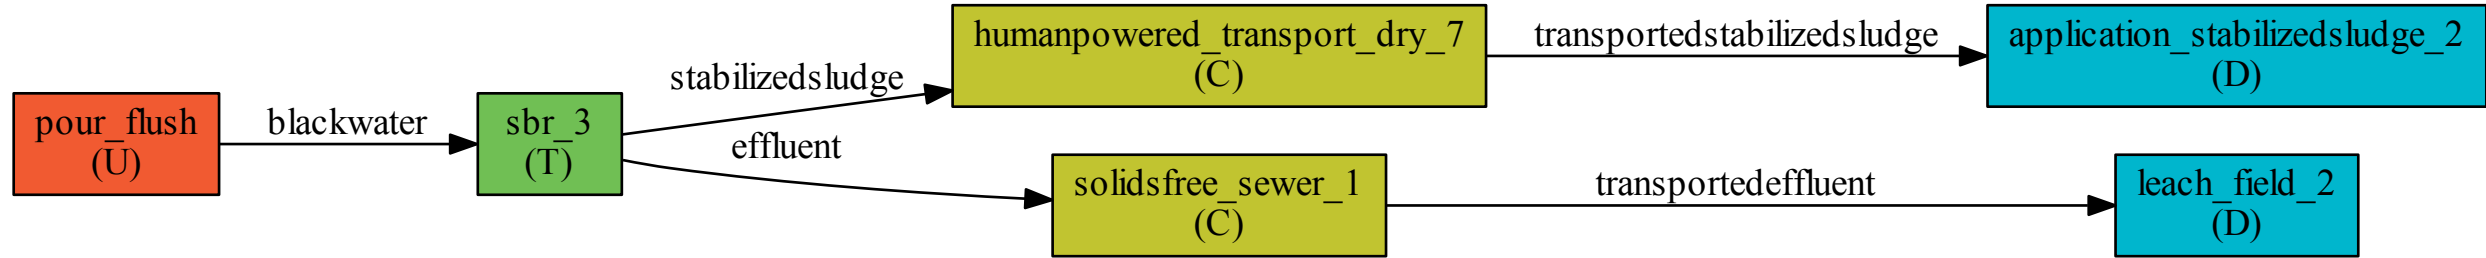 pour_flush
(U)
blackwater
sbr_3
(T)
stabilizedsludge
effluent
humanpowered_transport_dry_7
(C)
transportedstabilizedsludge
application_stabilizedsludge_2
(D)
solidsfree_sewer_1
(C)
transportedeffluent
leach_field_2
(D)